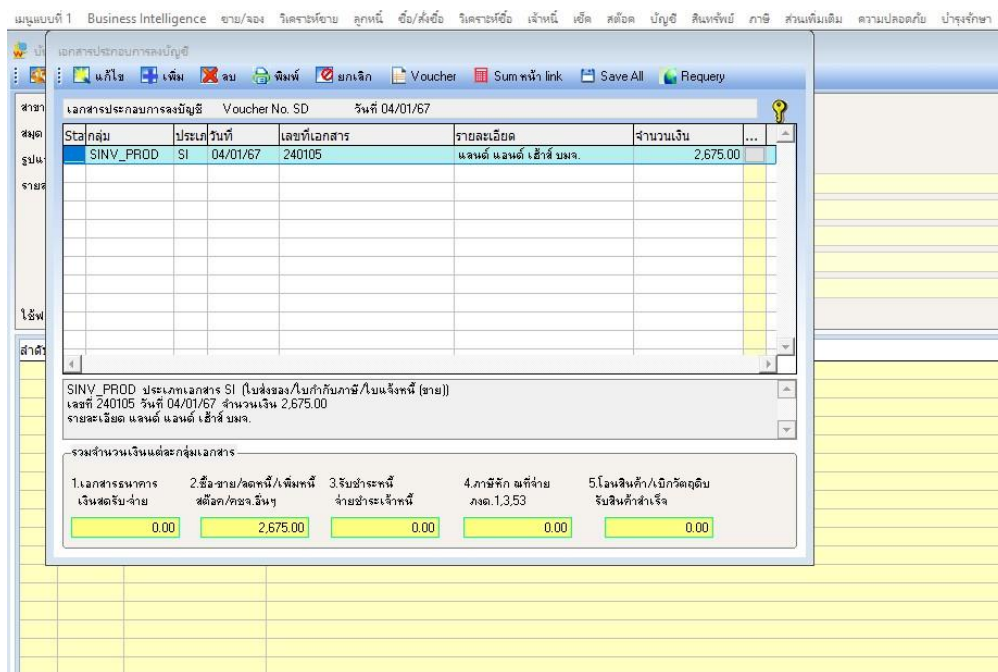 เมนูแบบที่ 1 Business Intelligence ขาย/จอง วิเคราะห์ขาย ลูกหนี้ ซื้อ/สั่งซื้อ วิเคราะห์ซื้อ เจ้าหนี้ เช็ค สต๊อค บัญชี สินทรัพย์ ภาษี ส่วนเพิ่มเติม ความปลอดภัย บำรุงรักษา
เอกสารประกอบการลงบัญชี
แก้ไข เพิ่ม ลบ พิมพ์ ยกเลิก Voucher Sum หน้า link Save All Requery
สาขา
สมุด
รูปแ
รายล
ใช้ฟ
ลำดั
เอกสารประกอบการลงบัญชี Voucher No. SD วันที่ 04/01/67
Sta กลุ่ม ประเภ วันที่ เลขที่เอกสาร รายละเอียด จำนวนเงิน ...
SINV_PROD SI 04/01/67 240105 แลนด์ แอนด์ เฮ้าส์ บมจ. 2,675.00
SINV_PROD ประเภทเอกสาร SI (ใบส่งของ/ใบกำกับภาษี/ใบแจ้งหนี้ (ขาย))
เลขที่ 240105 วันที่ 04/01/67 จำนวนเงิน 2,675.00
รายละเอียด แลนด์ แอนด์ เฮ้าส์ บมจ.
รวมจำนวนเงินแต่ละกลุ่มเอกสาร
1.เอกสารธนาคาร 2.ซื้อ-ขาย/ลดหนี้/เพิ่มหนี้ 3.รับชำระหนี้ 4.ภาษีหัก ณที่จ่าย 5.โอนสินค้า/เบิกวัตถุดิบ
เงินสดรับ-จ่าย สต๊อค/คชจ.อื่นๆ จ่ายชำระเจ้าหนี้ ภงด.1,3,53 รับสินค้าสำเร็จ
0.00 2,675.00 0.00 0.00 0.00